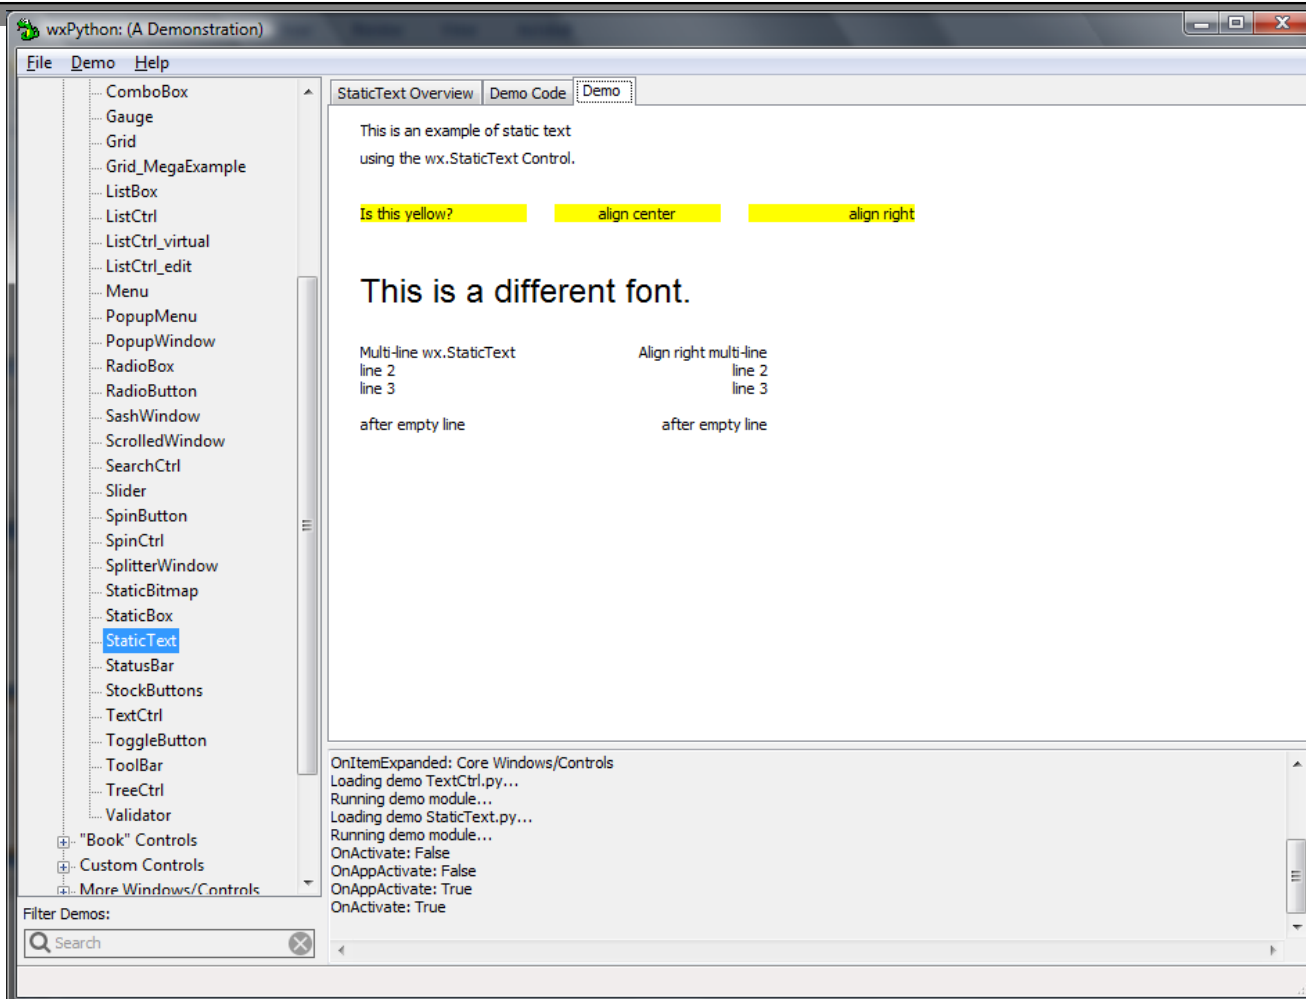 wxPython: (A Demonstration)
File Demo Help
ComboBox
Gauge
Grid
Grid_MegaExample
ListBox
ListCtrl
ListCtrl_virtual
ListCtrl_edit
Menu
PopupMenu
PopupWindow
RadioBox
RadioButton
SashWindow
ScrolledWindow
SearchCtrl
Slider
SpinButton
SpinCtrl
SplitterWindow
StaticBitmap
StaticBox
StaticText
StatusBar
StockButtons
TextCtrl
ToggleButton
ToolBar
TreeCtrl
Validator
"Book" Controls
Custom Controls
More Windows/Controls
Filter Demos:
Search
StaticText Overview Demo Code Demo
This is an example of static text
using the wx.StaticText Control.
Is this yellow? align center align right
This is a different font.
Multi-line wx.StaticText Align right multi-line
line 2 line 2
line 3 line 3
after empty line after empty line
OnItemExpanded: Core Windows/Controls
Loading demo TextCtrl.py...
Running demo module...
Loading demo StaticText.py...
Running demo module...
OnActivate: False
OnAppActivate: False
OnAppActivate: True
OnActivate: True